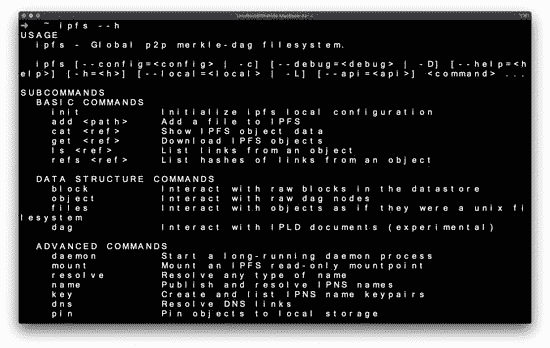 ➜ ~ ipfs --h
USAGE
ipfs - Global p2p merkle-dag filesystem.
ipfs [--config=<config> | -c] [--debug=<debug> | -D] [--help=<h
elp>] [-h=<h>] [--local=<local> | -L] [--api=<api>] <command> ...
SUBCOMMANDS
BASIC COMMANDS
init Initialize ipfs local configuration
add <path> Add a file to IPFS
cat <ref> Show IPFS object data
get <ref> Download IPFS objects
ls <ref> List links from an object
refs <ref> List hashes of links from an object
DATA STRUCTURE COMMANDS
block Interact with raw blocks in the datastore
object Interact with raw dag nodes
files Interact with objects as if they were a unix fi
lesystem
dag Interact with IPLD documents (experimental)
ADVANCED COMMANDS
daemon Start a long-running daemon process
mount Mount an IPFS read-only mountpoint
resolve Resolve any type of name
name Publish and resolve IPNS names
key Create and list IPNS name keypairs
dns Resolve DNS links
pin Pin objects to local storage